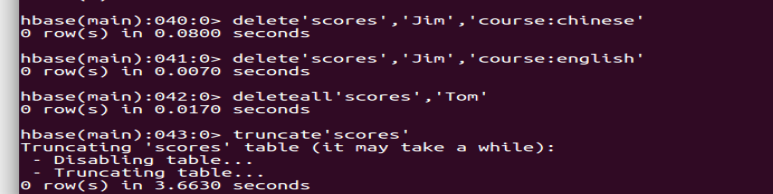 hbase(main):040:0> delete'scores','Jim','course:chinese'
0 row(s) in 0.0800 seconds
hbase(main):041:0> delete'scores','Jim','course:english'
0 row(s) in 0.0070 seconds
hbase(main):042:0> deleteall'scores','Tom'
0 row(s) in 0.0170 seconds
hbase(main):043:0> truncate'scores'
Truncating 'scores' table (it may take a while):
 - Disabling table...
 - Truncating table...
0 row(s) in 3.6630 seconds